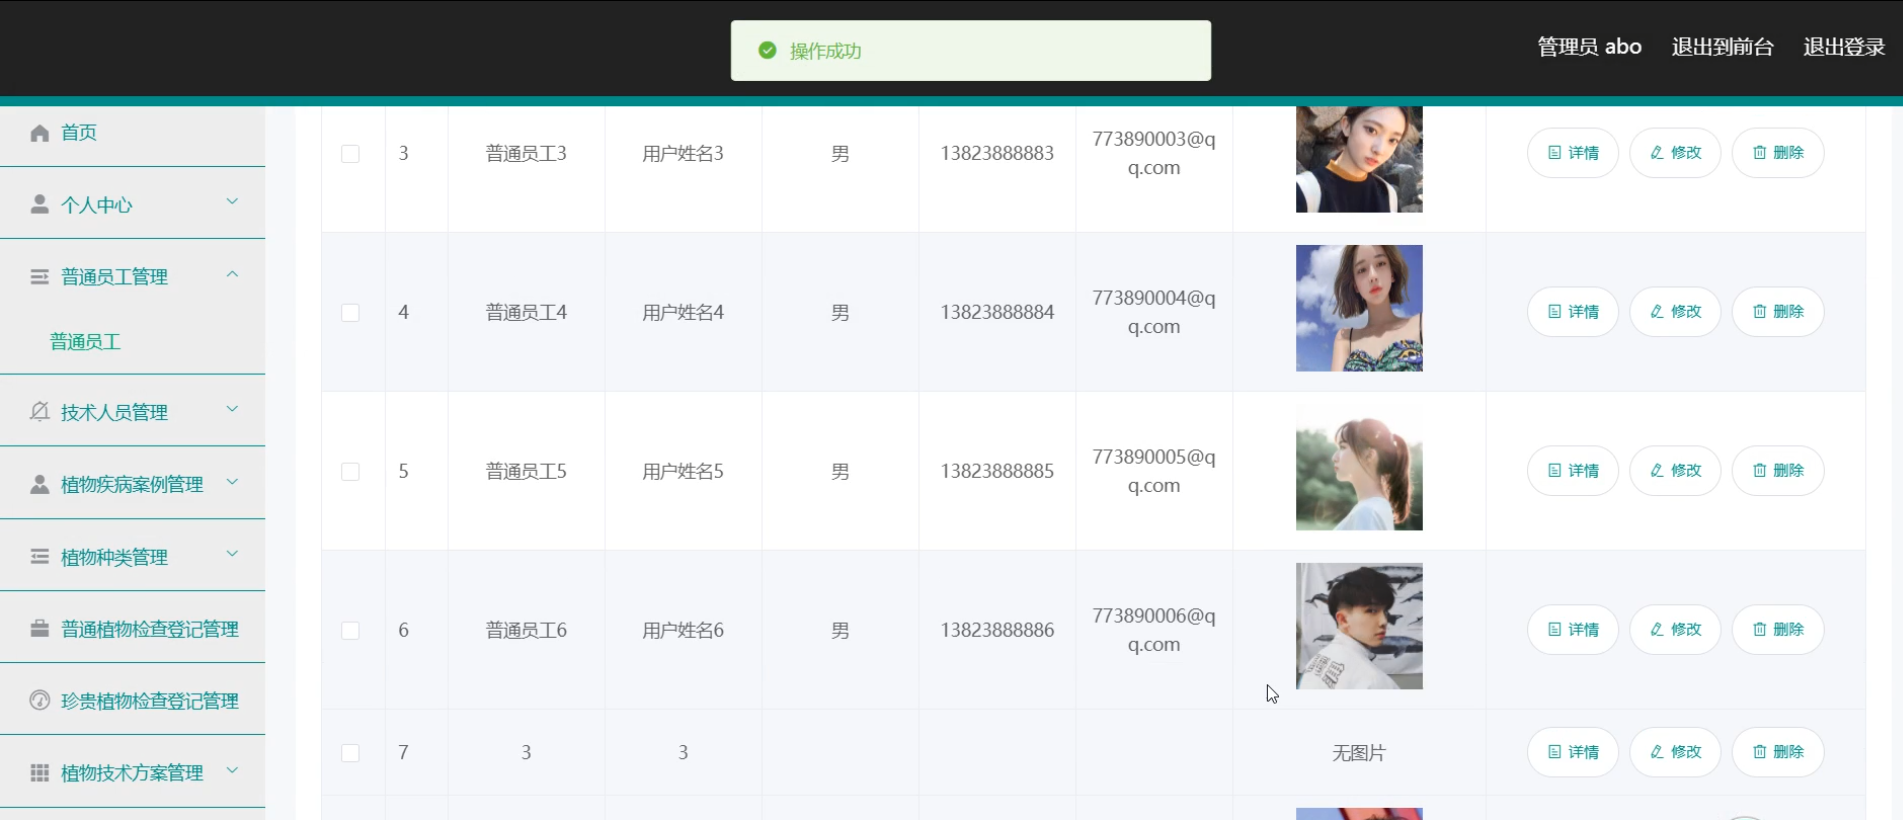 操作成功
管理员 abo 退出到前台 退出登录
首页
个人中心
普通员工管理
普通员工
技术人员管理
植物疾病案例管理
植物种类管理
普通植物检查登记管理
珍贵植物检查登记管理
植物技术方案管理
3 普通员工3 用户姓名3 男 13823888883 773890003@q
q.com
详情 修改 删除
4 普通员工4 用户姓名4 男 13823888884 773890004@q
q.com
详情 修改 删除
5 普通员工5 用户姓名5 男 13823888885 773890005@q
q.com
详情 修改 删除
6 普通员工6 用户姓名6 男 13823888886 773890006@q
q.com
详情 修改 删除
7 3 3 无图片 详情 修改 删除